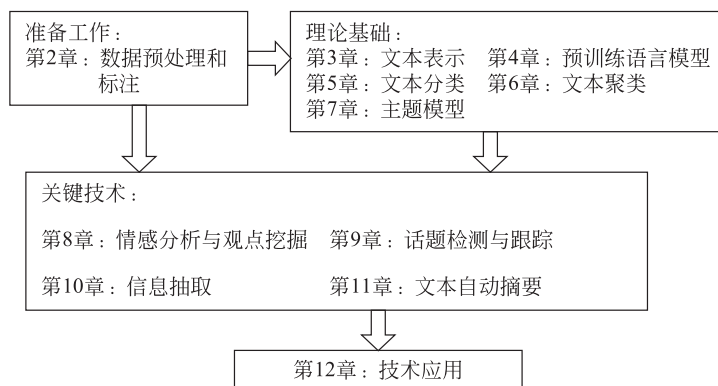 准备工作：
第2章：数据预处理和
标注
理论基础：
第3章：文本表示 第4章：预训练语言模型
第5章：文本分类 第6章：文本聚类
第7章：主题模型
关键技术：
第8章：情感分析与观点挖掘 第9章：话题检测与跟踪
第10章：信息抽取 第11章：文本自动摘要
第12章：技术应用